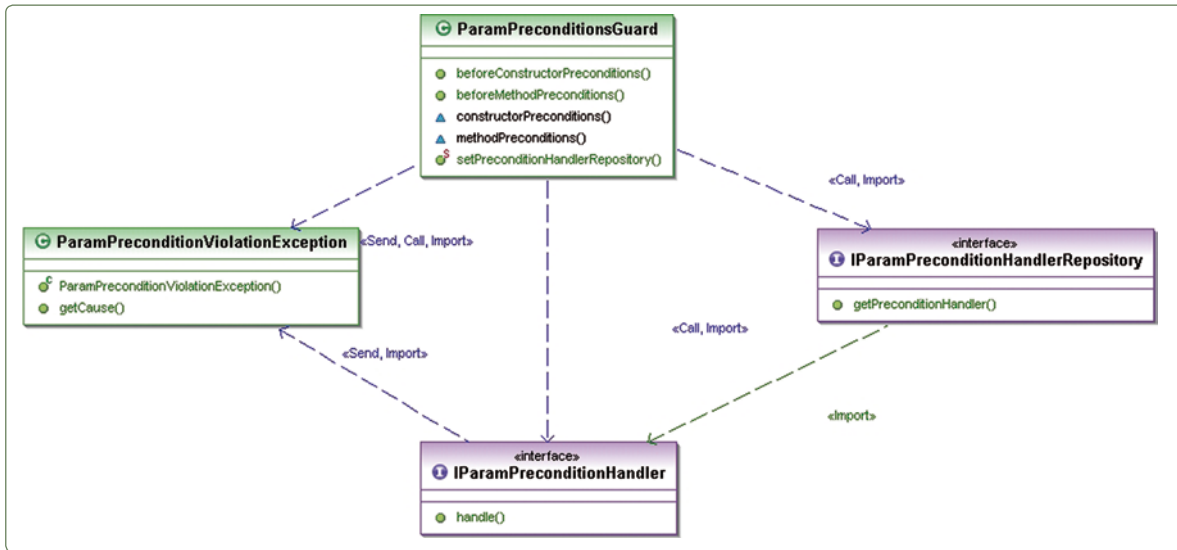 ParamPreconditionsGuard
beforeConstructorPreconditions()
beforeMethodPreconditions()
constructorPreconditions()
methodPreconditions()
setPreconditionHandlerRepository()
«Call, Import»
ParamPreconditionViolationException
ParamPreconditionViolationException()
getCause()
«Send, Call, Import»
«interface»
IParamPreconditionHandlerRepository
getPreconditionHandler()
«Call, Import»
«Send, Import»
«Import»
«interface»
IParamPreconditionHandler
handle()